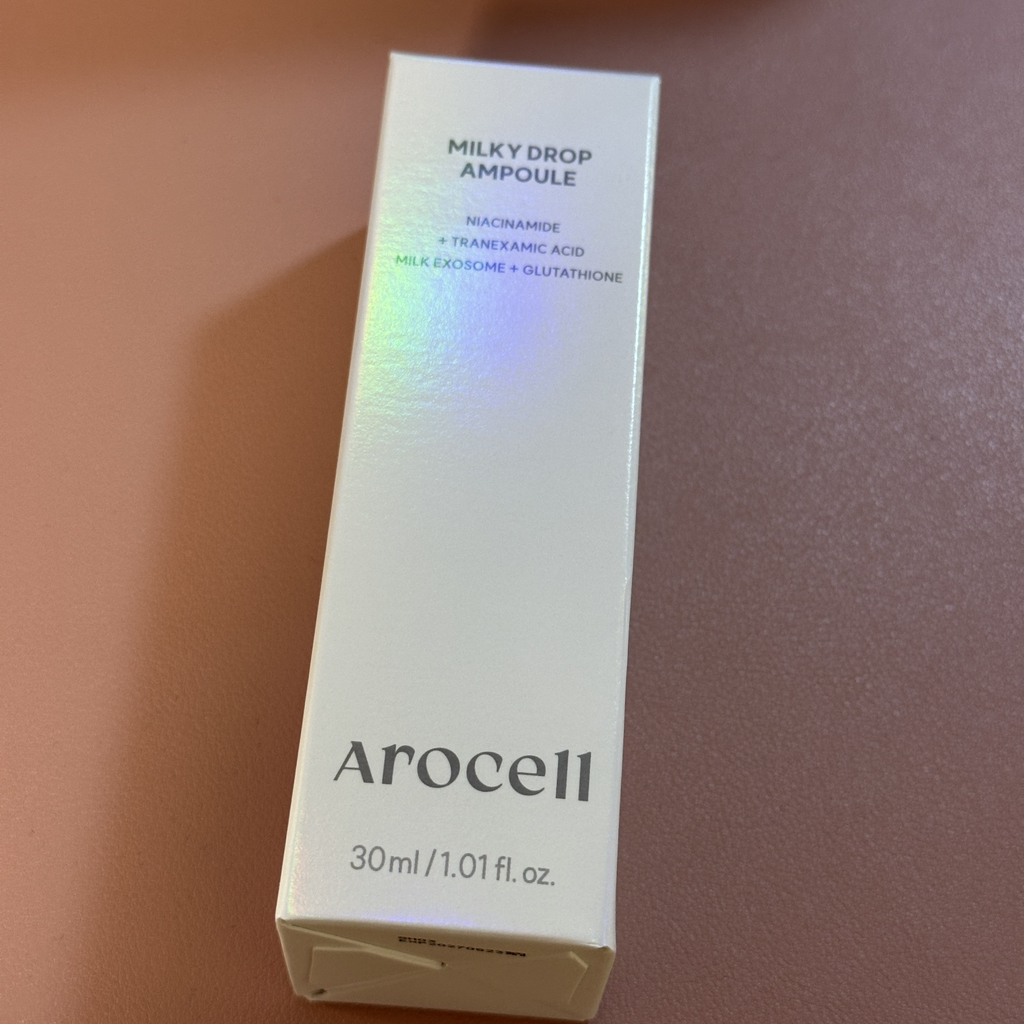 MILKY DROP
AMPOULE
NIACINAMIDE
+ TRANEXAMIC ACID
MILK EXOSOME + GLUTATHIONE
Arocell
30ml / 1.01 fl. oz.